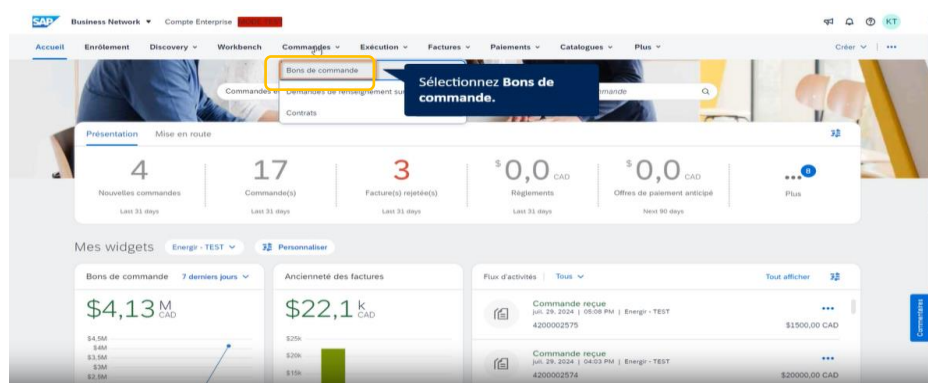 SAP Business Network Compte Enterprise
KT
Accueil Enrôlement Discovery Workbench Commandes Exécution Factures Paiements Catalogues Plus Créer
Bons de commande
Sélectionnez Bons de
commande.
Commandes
Demandes de renseignement
Contrats
Présentation Mise en route
4 17 3 $0,0 CAD $0,0 CAD ... 8
Nouvelles commandes Commande(s) Facture(s) rejetée(s) Règlements Offres de paiement anticipé Plus
Last 31 days Last 31 days Last 31 days Last 31 days Next 90 days
Mes widgets Energir - TEST Personnaliser
Bons de commande 7 derniers jours Ancienneté des factures Flux d'activités Tous Tout afficher
$4,13 M CAD $22,1 k CAD
Commande reçue
juil. 29, 2024 | 05:08 PM | Energir - TEST
4200002575 $1500,00 CAD
Commentaires
$4,5M $25k
$4M
$3,5M $20k
$3M
$2,5M $15k
Commande reçue
juil. 29, 2024 | 04:03 PM | Energir - TEST
4200002574 $20000,00 CAD